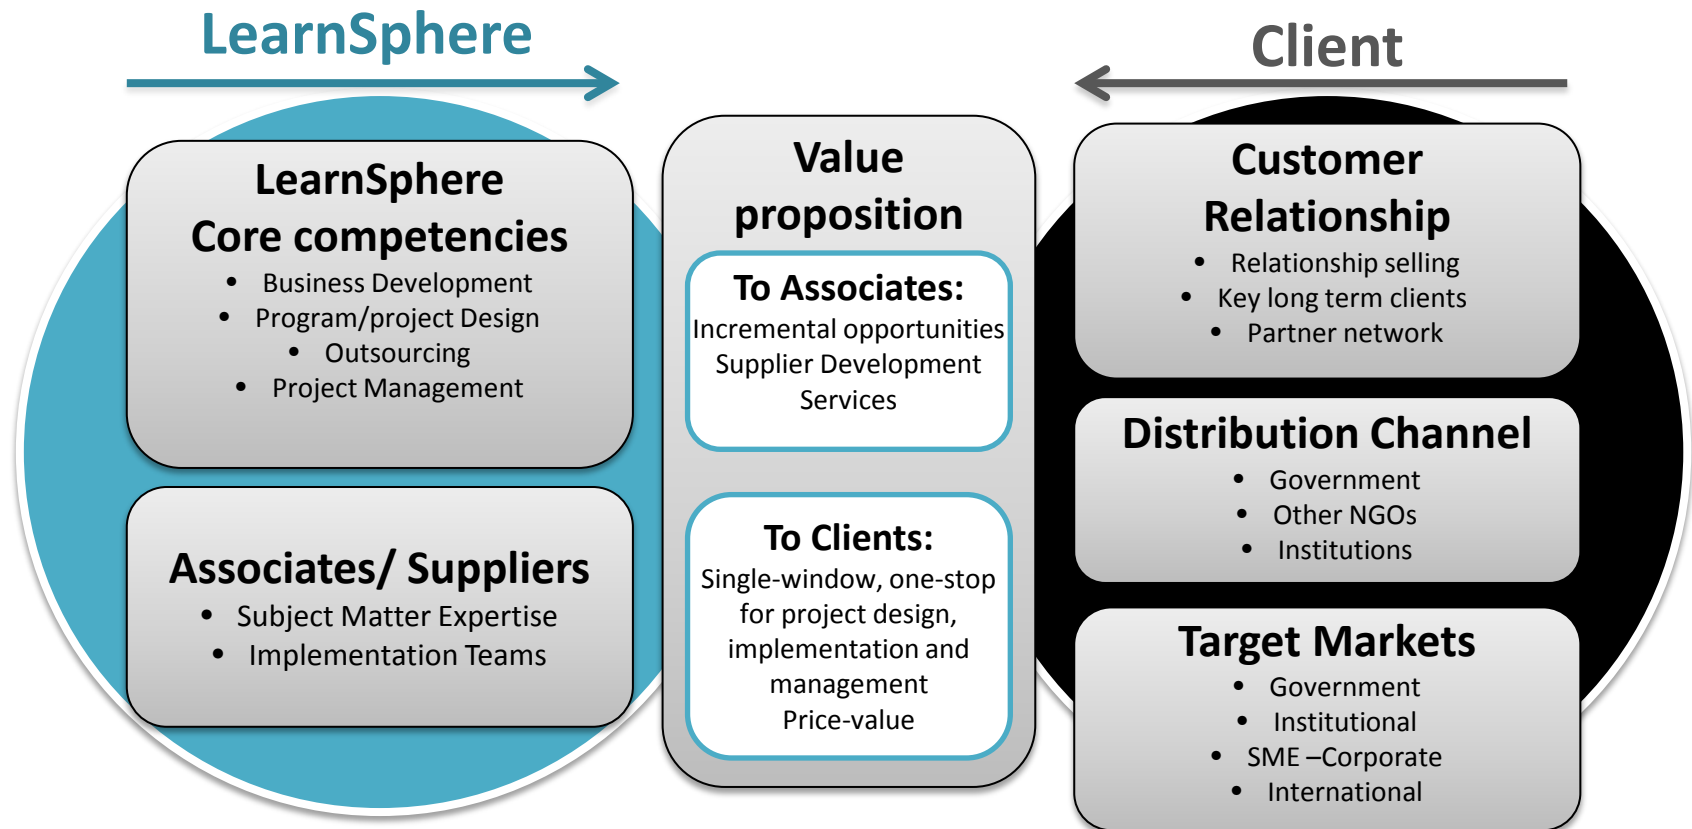 LearnSphere
Client
LearnSphere
Core competencies
• Business Development
• Program/project Design
• Outsourcing
• Project Management
Associates/ Suppliers
• Subject Matter Expertise
• Implementation Teams
Value
proposition
To Associates:
Incremental opportunities
Supplier Development
Services
To Clients:
Single-window, one-stop
for project design,
implementation and
management
Price-value
Customer
Relationship
• Relationship selling
• Key long term clients
• Partner network
Distribution Channel
• Government
• Other NGOs
• Institutions
Target Markets
• Government
• Institutional
• SME –Corporate
• International